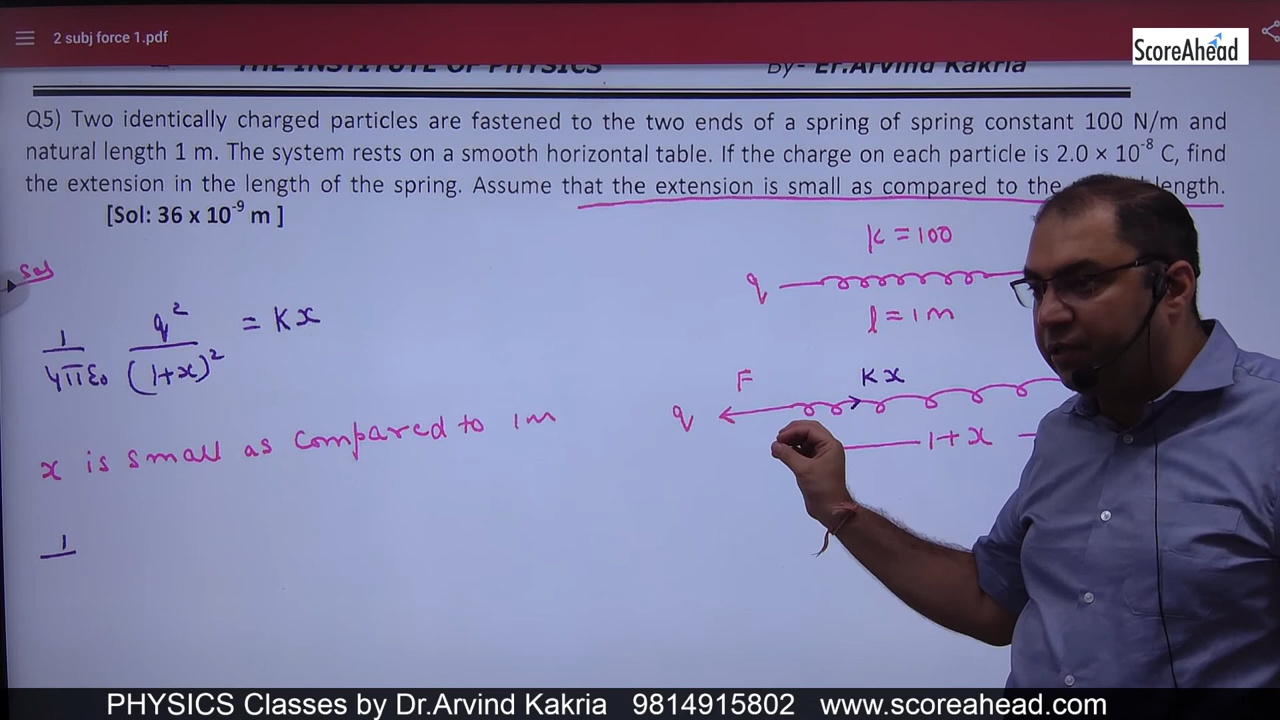 2 subj force 1.pdf
ScoreAhead
THE INSTITUTE OF PHYSICS By- Er.Arvind Kakria
Q5) Two identically charged particles are fastened to the two ends of a spring of spring constant 100 N/m and
natural length 1 m. The system rests on a smooth horizontal table. If the charge on each particle is 2.0 × 10⁻⁸ C, find
the extension in the length of the spring. Assume that the extension is small as compared to the length.
[Sol: 36 x 10⁻⁹ m ]
Sol
K = 100
q
l = 1m
1/4πε₀ q²/(1+x)² = Kx
F Kx
q
1+x
x is small as compared to 1m
1
PHYSICS Classes by Dr.Arvind Kakria 9814915802 www.scoreahead.com